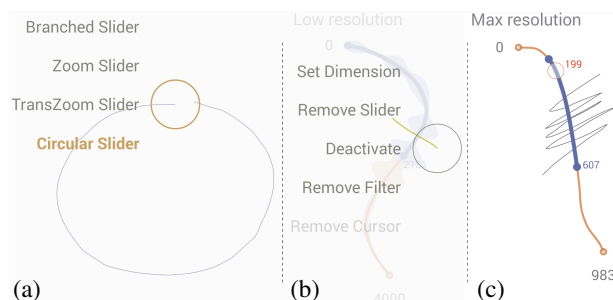 Branched Slider
Zoom Slider
TransZoom Slider
Circular Slider
(a)
Low resolution
0
Set Dimension
Remove Slider
Deactivate
Remove Filter
Remove Cursor
4000
(b)
Max resolution
0
199
607
983
(c)